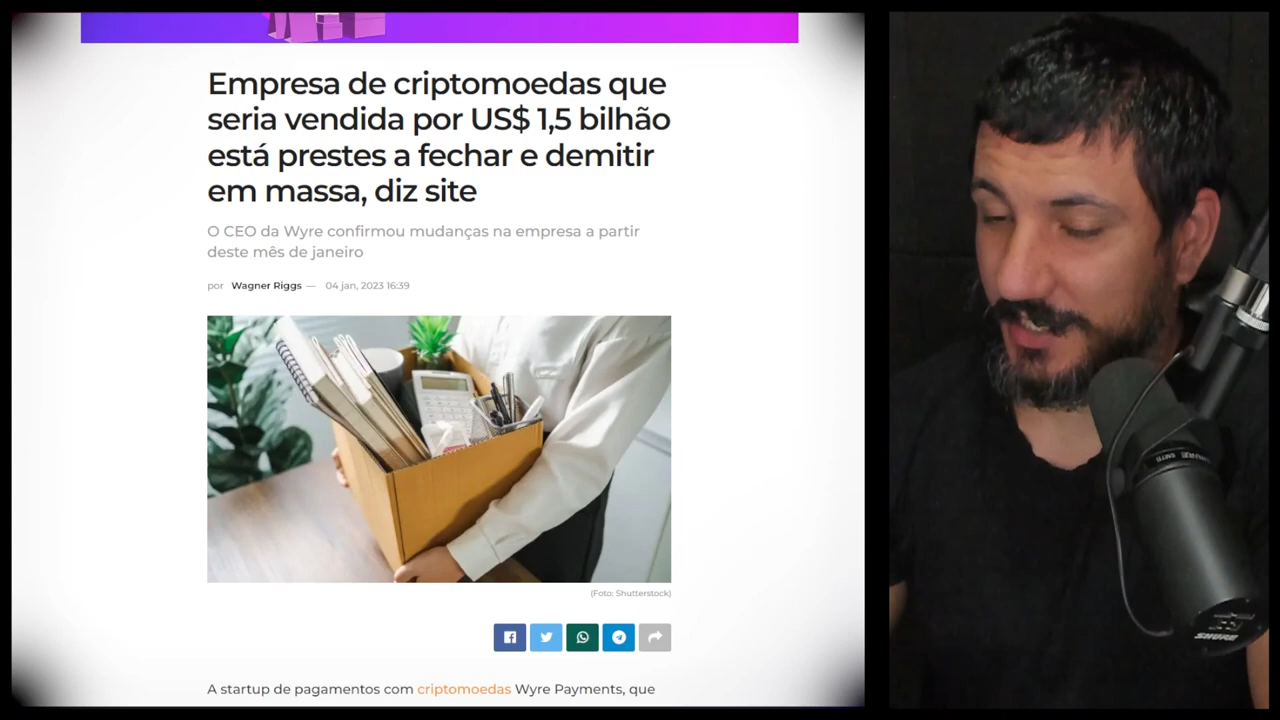 Empresa de criptomoedas que
seria vendida por US$ 1,5 bilhão
está prestes a fechar e demitir
em massa, diz site
O CEO da Wyre confirmou mudanças na empresa a partir
deste mês de janeiro
por Wagner Riggs — 04 jan, 2023 16:39
(Foto: Shutterstock)
A startup de pagamentos com criptomoedas Wyre Payments, que
SHURE